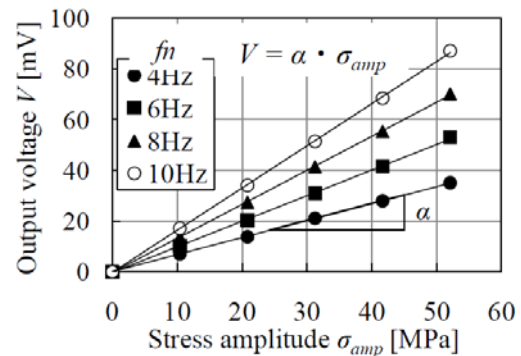 100
80
60
40
20
0
Output voltage V [mV]
fn
4Hz
6Hz
8Hz
10Hz
V = α • σamp
α
0 10 20 30 40 50 60
Stress amplitude σamp [MPa]